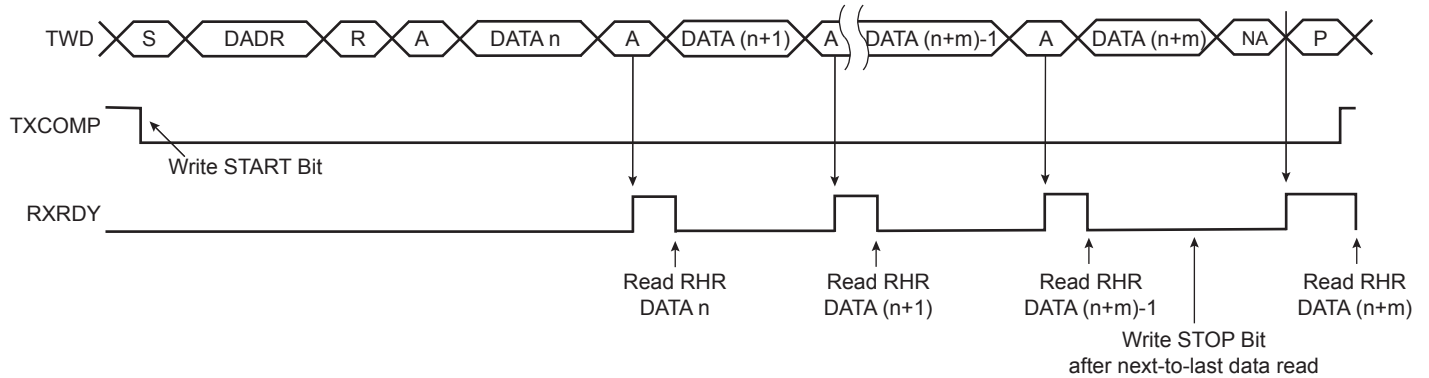 TWD S DADR R A DATA n A DATA (n+1) A DATA (n+m)-1 A DATA (n+m) NA P
TXCOMP
Write START Bit
RXRDY
Read RHR Read RHR Read RHR Read RHR
DATA n DATA (n+1) DATA (n+m)-1 DATA (n+m)
Write STOP Bit
after next-to-last data read